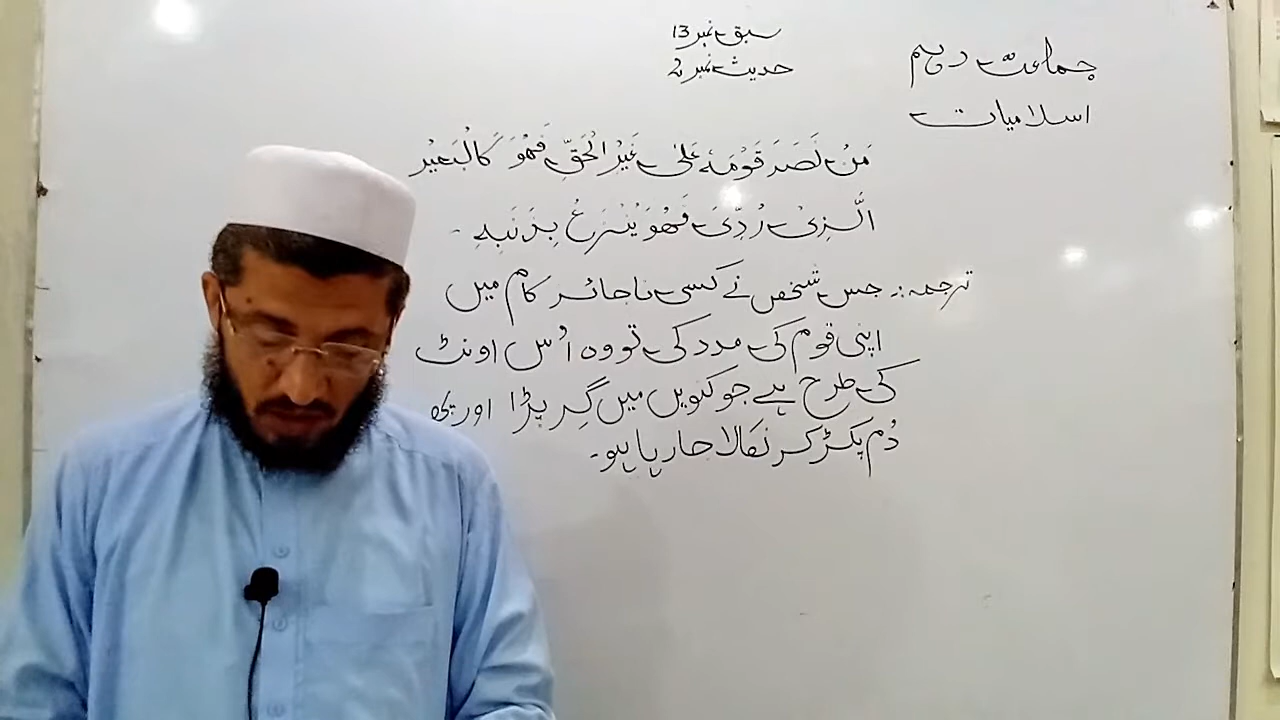 سبق نمبر 13
حدیث نمبر 2
جماعت دہم
اسلامیات
مَنْ نَصَرَ قَوْمَهٗ عَلٰی غَیْرِ الْحَقِّ فَهُوَ كَالْبَعِیْر
الَّذِیْ رُدِّیَ فَهُوَ یُنْزَعُ بِذَنَبِهٖ ۔
ترجمہ:۔ جس شخص نے کسی ناجائز کام میں
اپنی قوم کی مدد کی تو وہ اُس اونٹ
کی طرح ہے جو کنویں میں گِر پڑا اور
دُم پکڑ کر نکالا جا رہا ہو۔